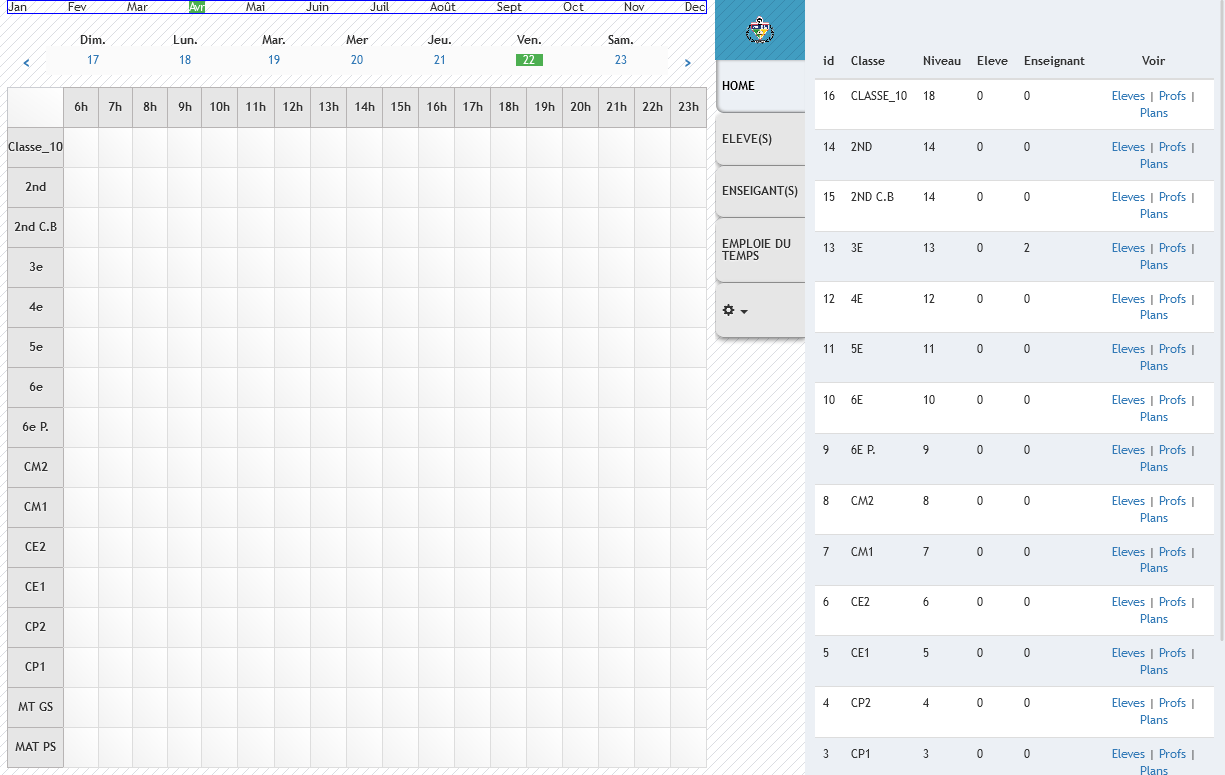 Jan Fev Mar Avr Mai Juin Juil Août Sept Oct Nov Dec
Dim. Lun. Mar. Mer Jeu. Ven. Sam.
< 17 18 19 20 21 22 23 >
6h 7h 8h 9h 10h 11h 12h 13h 14h 15h 16h 17h 18h 19h 20h 21h 22h 23h
Classe_10
2nd
2nd C.B
3e
4e
5e
6e
6e P.
CM2
CM1
CE2
CE1
CP2
CP1
MT GS
MAT PS
HOME
ELEVE(S)
ENSEIGANT(S)
EMPLOIE DU
TEMPS
id Classe Niveau Eleve Enseignant Voir
16 CLASSE_10 18 0 0 Eleves | Profs |
Plans
14 2ND 14 0 0 Eleves | Profs |
Plans
15 2ND C.B 14 0 0 Eleves | Profs |
Plans
13 3E 13 0 2 Eleves | Profs |
Plans
12 4E 12 0 0 Eleves | Profs |
Plans
11 5E 11 0 0 Eleves | Profs |
Plans
10 6E 10 0 0 Eleves | Profs |
Plans
9 6E P. 9 0 0 Eleves | Profs |
Plans
8 CM2 8 0 0 Eleves | Profs |
Plans
7 CM1 7 0 0 Eleves | Profs |
Plans
6 CE2 6 0 0 Eleves | Profs |
Plans
5 CE1 5 0 0 Eleves | Profs |
Plans
4 CP2 4 0 0 Eleves | Profs |
Plans
3 CP1 3 0 0 Eleves | Profs |
Plans